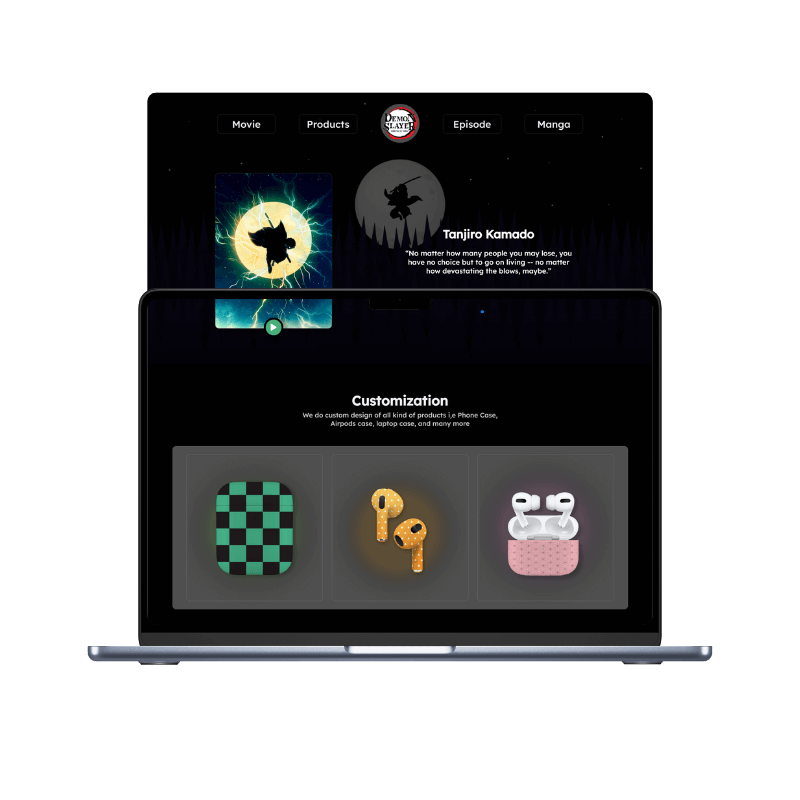 Movie
Products
DEMON
SLAYER
Episode
Manga
Tanjiro Kamado
“No matter how many people you may lose, you
have no choice but to go on living -- no matter
how devastating the blows, maybe.”
Customization
We do custom design of all kind of products i,e Phone Case,
Airpods case, laptop case, and many more